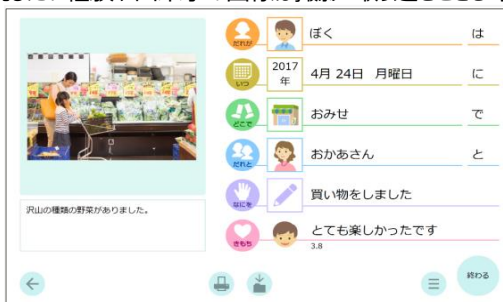 だれが
ぼく
は
いつ
2017
年
4月 24日 月曜日
に
どこで
おみせ
で
だれと
おかあさん
と
なにを
買い物をしました
沢山の種類の野菜がありました。
きもち
とても楽しかったです
3.8
終わる